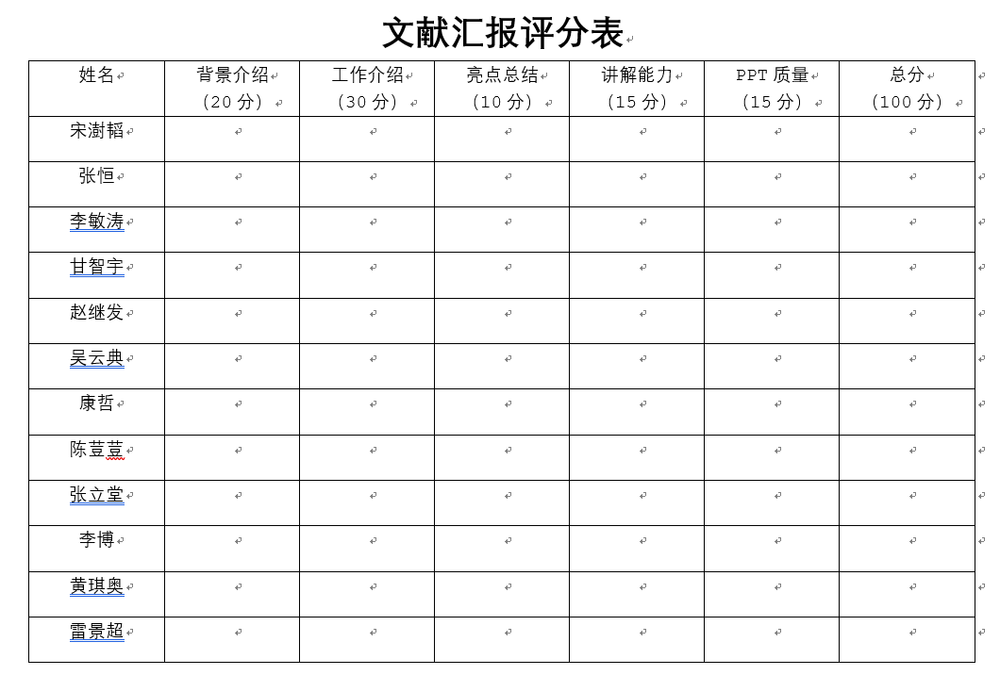 文献汇报评分表
姓名 背景介绍 工作介绍 亮点总结 讲解能力 PPT 质量 总分
（20 分） （30 分） （10 分） （15 分） （15 分） （100 分）
宋澍韬
张恒
李敏涛
甘智宇
赵继发
吴云典
康哲
陈荁荁
张立堂
李博
黄琪奥
雷景超